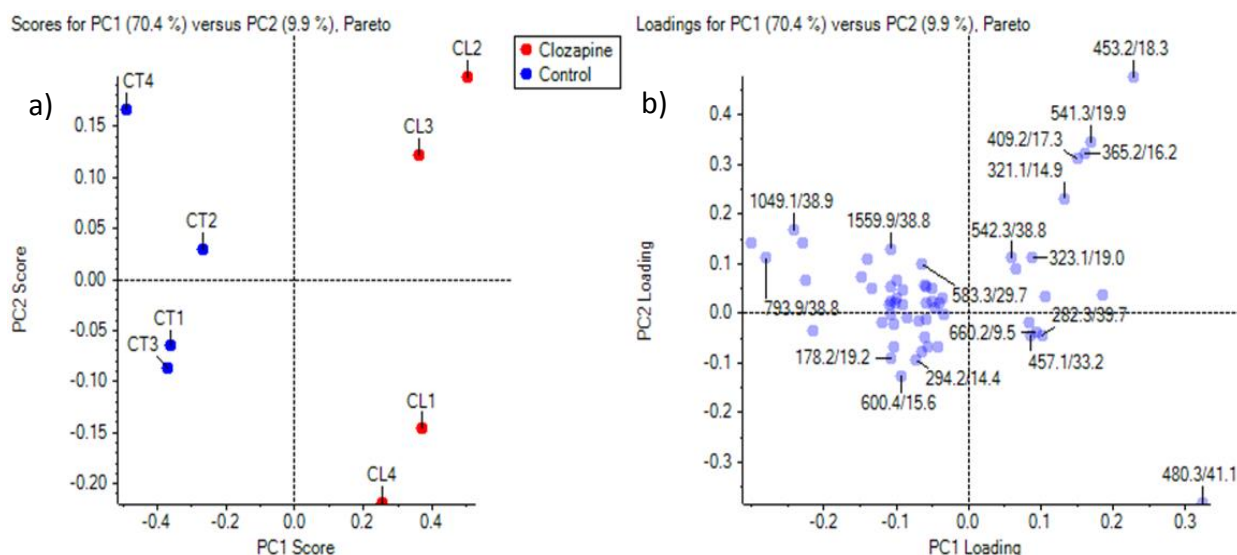 Scores for PC1 (70.4 %) versus PC2 (9.9 %), Pareto
a)
Clozapine
Control
CL2
CT4
CL3
CT2
CT1
CT3
CL1
CL4
0.15
0.10
0.05
0.00
-0.05
-0.10
-0.15
-0.20
PC2 Score
-0.4 -0.2 0.0 0.2 0.4
PC1 Score
Loadings for PC1 (70.4 %) versus PC2 (9.9 %), Pareto
b)
453.2/18.3
541.3/19.9
409.2/17.3
365.2/16.2
321.1/14.9
1049.1/38.9
1559.9/38.8
542.3/38.8
323.1/19.0
583.3/29.7
793.9/38.8
282.3/39.7
660.2/9.5
457.1/33.2
178.2/19.2
294.2/14.4
600.4/15.6
480.3/41.1
0.4
0.3
0.2
0.1
0.0
-0.1
-0.2
-0.3
PC2 Loading
-0.2 -0.1 0.0 0.1 0.2 0.3
PC1 Loading